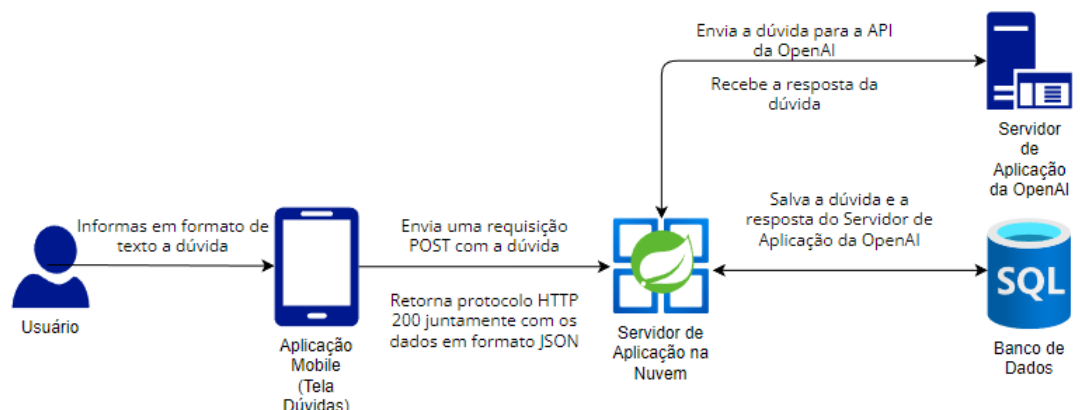 Envia a dúvida para a API
da OpenAI
Recebe a resposta da
dúvida
Servidor
de
Aplicação
da OpenAI
Informas em formato de
texto a dúvida
Envia uma requisição
POST com a dúvida
Salva a dúvida e a
resposta do Servidor de
Aplicação da OpenAI
SQL
Retorna protocolo HTTP
200 juntamente com os
dados em formato JSON
Usuário
Aplicação
Mobile
(Tela
Dúvidas)
Servidor de
Aplicação na
Nuvem
Banco de
Dados